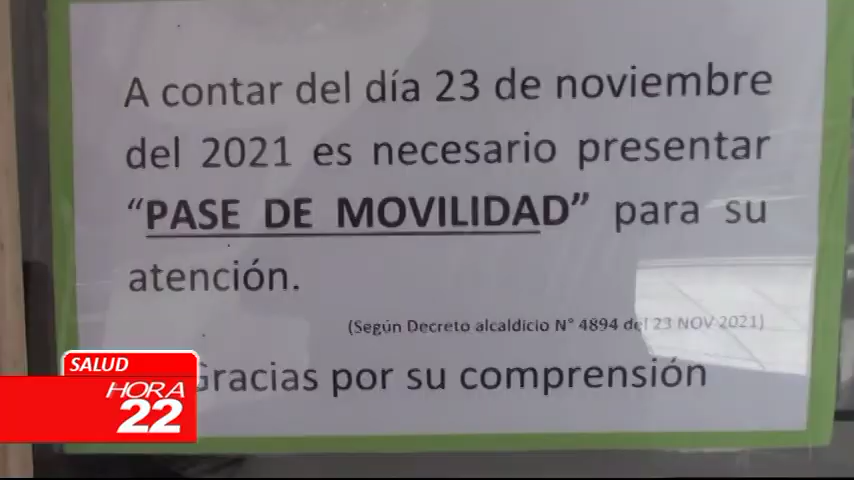 A contar del día 23 de noviembre
del 2021 es necesario presentar
“PASE DE MOVILIDAD” para su
atención.
(Según Decreto alcaldicio N° 4894 del 23 NOV 2021)
Gracias por su comprensión
SALUD
HORA
22